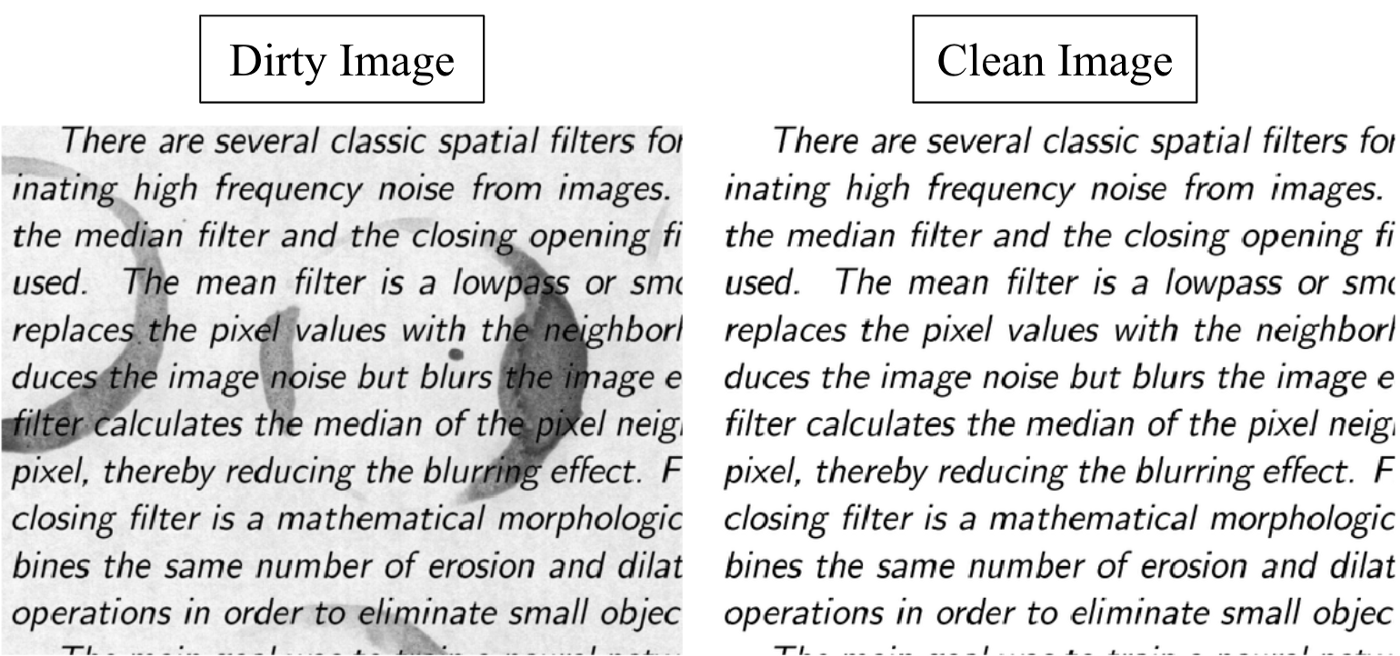 Dirty Image
There are several classic spatial filters for
inating high frequency noise from images.
the median filter and the closing opening fi
used. The mean filter is a lowpass or smo
replaces the pixel values with the neighborh
duces the image noise but blurs the image e
filter calculates the median of the pixel neig
pixel, thereby reducing the blurring effect. F
closing filter is a mathematical morphologic
bines the same number of erosion and dilat
operations in order to eliminate small objec
Clean Image
There are several classic spatial filters for
inating high frequency noise from images.
the median filter and the closing opening fi
used. The mean filter is a lowpass or smo
replaces the pixel values with the neighborh
duces the image noise but blurs the image e
filter calculates the median of the pixel neig
pixel, thereby reducing the blurring effect. F
closing filter is a mathematical morphologic
bines the same number of erosion and dilat
operations in order to eliminate small objec